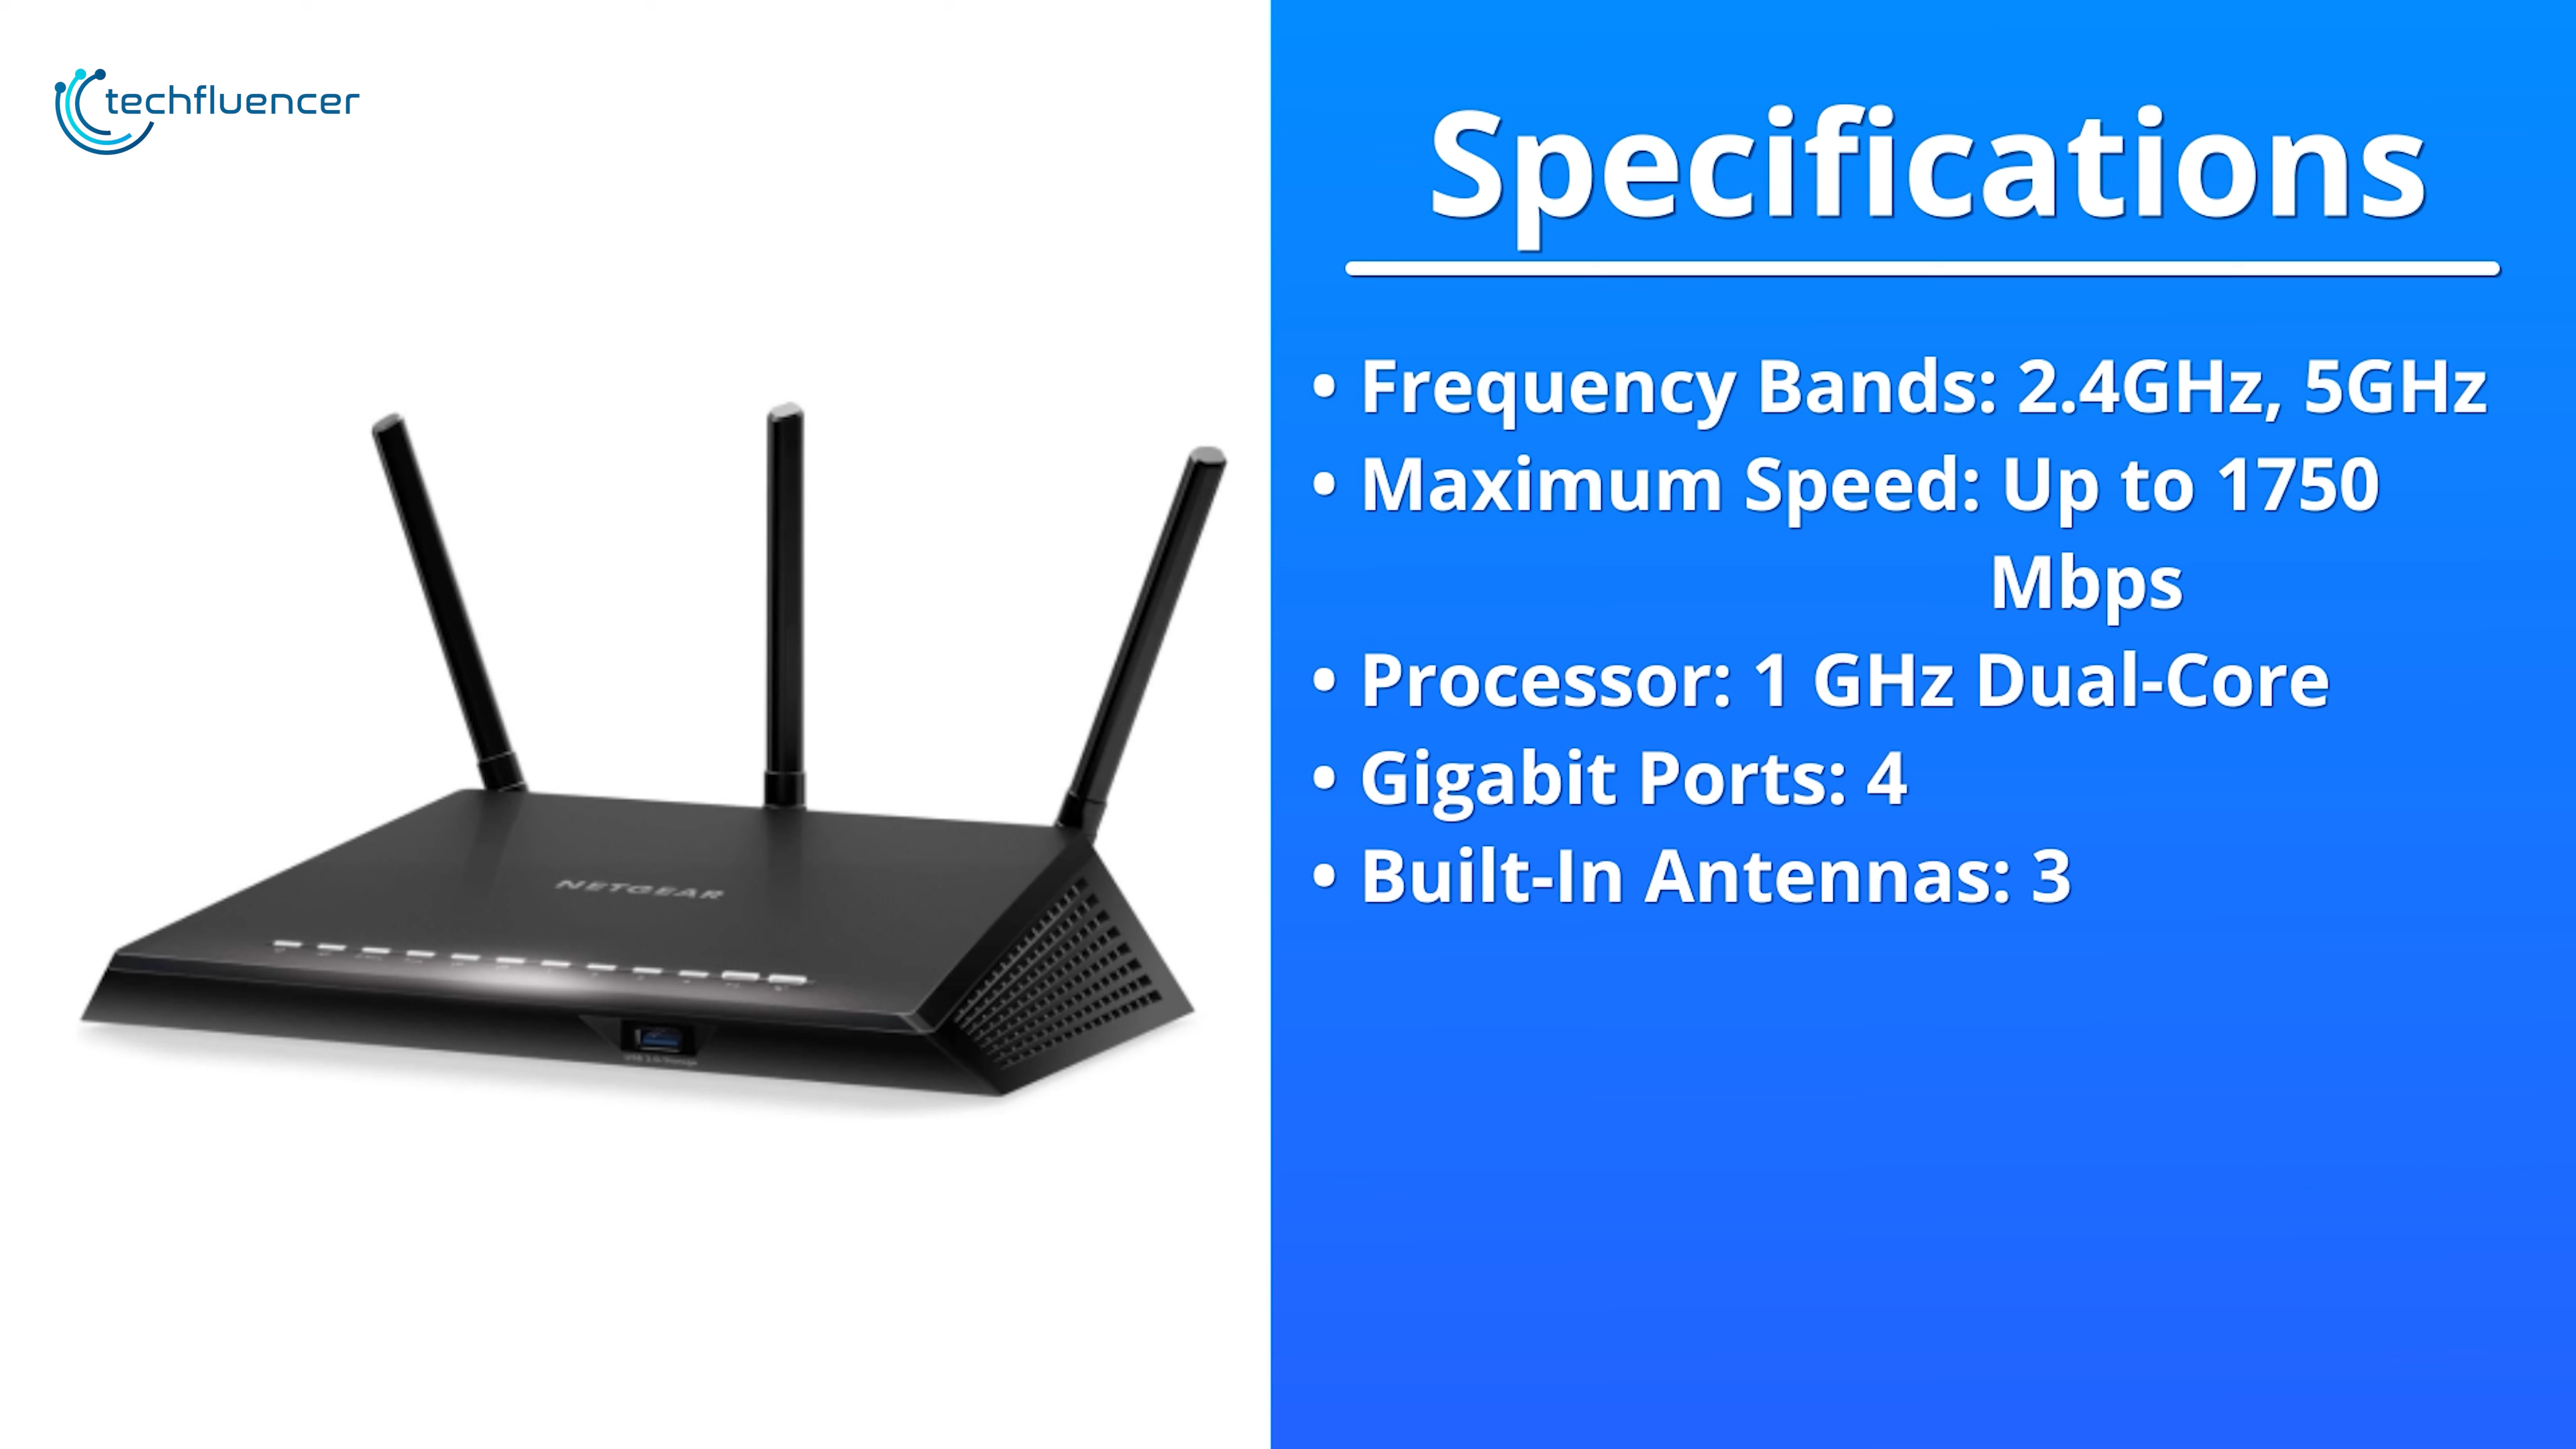 techfluencer
Specifications
• Frequency Bands: 2.4GHz, 5GHz
• Maximum Speed: Up to 1750
Mbps
• Processor: 1 GHz Dual-Core
• Gigabit Ports: 4
• Built-In Antennas: 3
NETGEAR